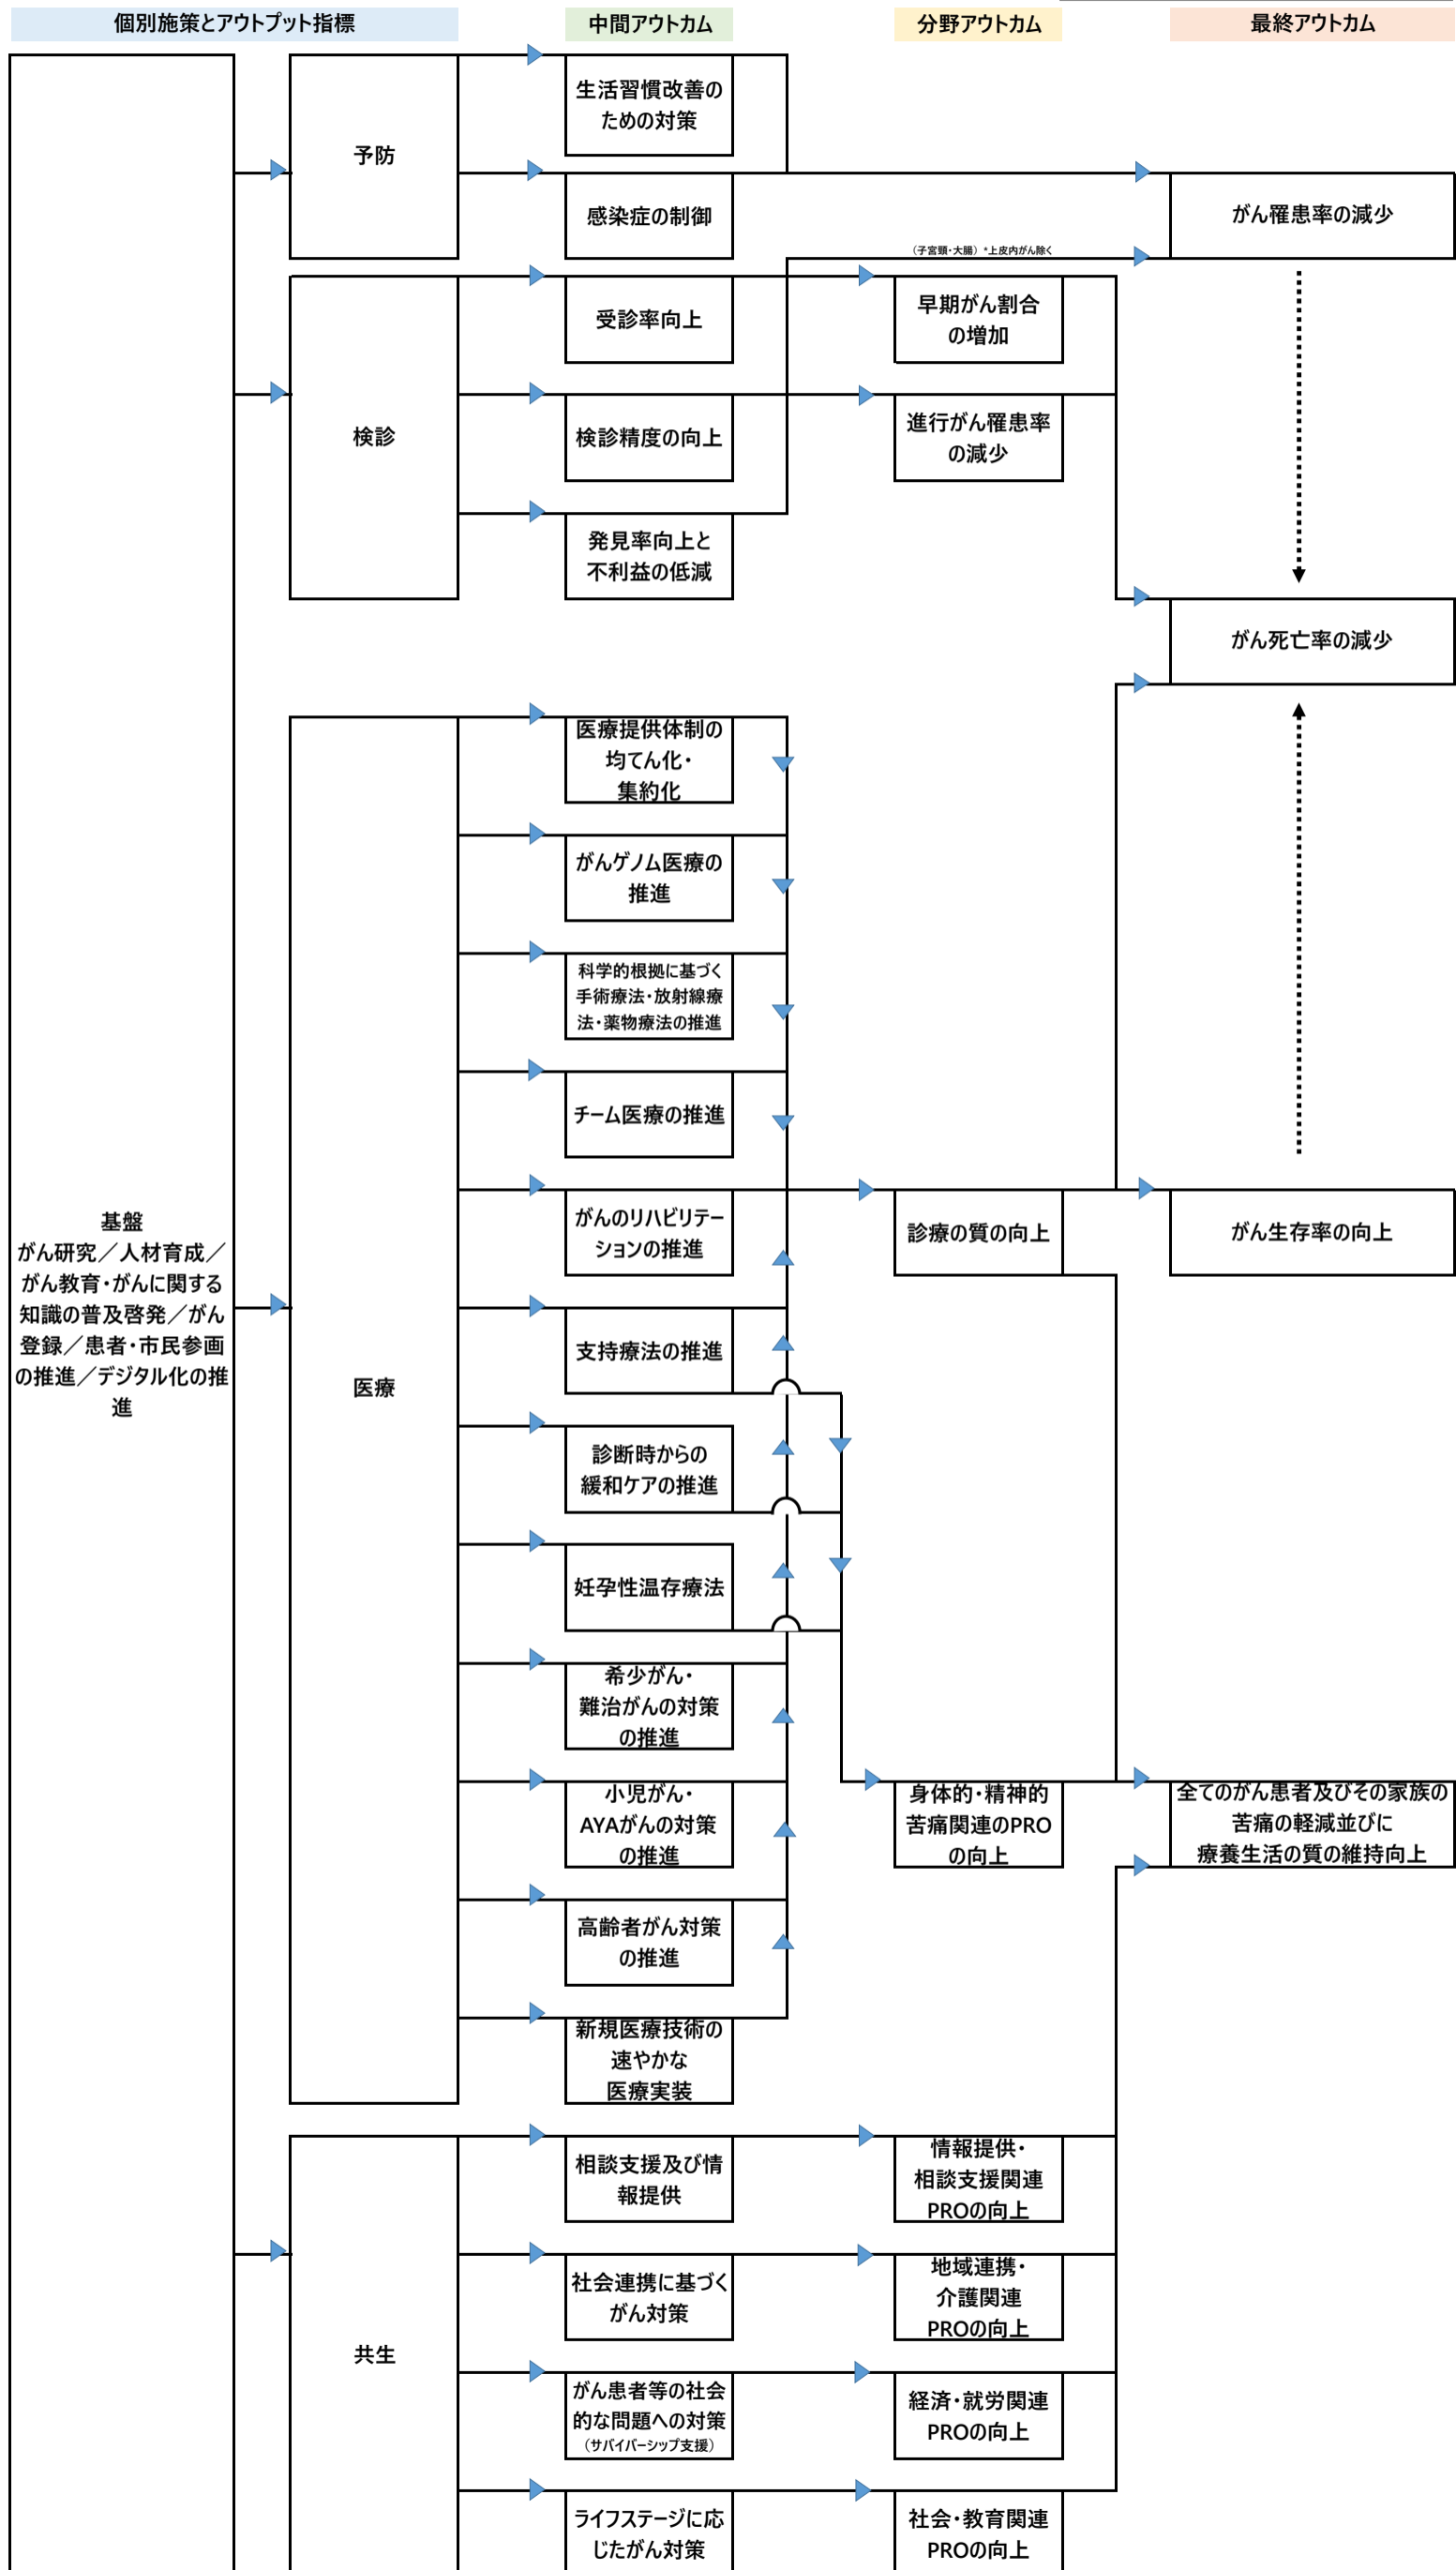 個別施策とアウトプット指標
中間アウトカム
分野アウトカム
最終アウトカム
基盤
がん研究／人材育成／
がん教育・がんに関する
知識の普及啓発／がん
登録／患者・市民参画
の推進／デジタル化の推
進
予防
生活習慣改善の
ための対策
感染症の制御
がん罹患率の減少
（子宮頸・大腸）*上皮内がん除く
検診
受診率向上
早期がん割合
の増加
検診精度の向上
進行がん罹患率
の減少
発見率向上と
不利益の低減
がん死亡率の減少
医療
医療提供体制の
均てん化・
集約化
がんゲノム医療の
推進
科学的根拠に基づく
手術療法・放射線療
法・薬物療法の推進
チーム医療の推進
がんのリハビリテー
ションの推進
診療の質の向上
がん生存率の向上
支持療法の推進
診断時からの
緩和ケアの推進
妊孕性温存療法
希少がん・
難治がんの対策
の推進
小児がん・
AYAがんの対策
の推進
身体的・精神的
苦痛関連のPRO
の向上
全てのがん患者及びその家族の
苦痛の軽減並びに
療養生活の質の維持向上
高齢者がん対策
の推進
新規医療技術の
速やかな
医療実装
共生
相談支援及び情
報提供
情報提供・
相談支援関連
PROの向上
社会連携に基づく
がん対策
地域連携・
介護関連
PROの向上
がん患者等の社会
的な問題への対策
（サバイバーシップ支援）
経済・就労関連
PROの向上
ライフステージに応
じたがん対策
社会・教育関連
PROの向上